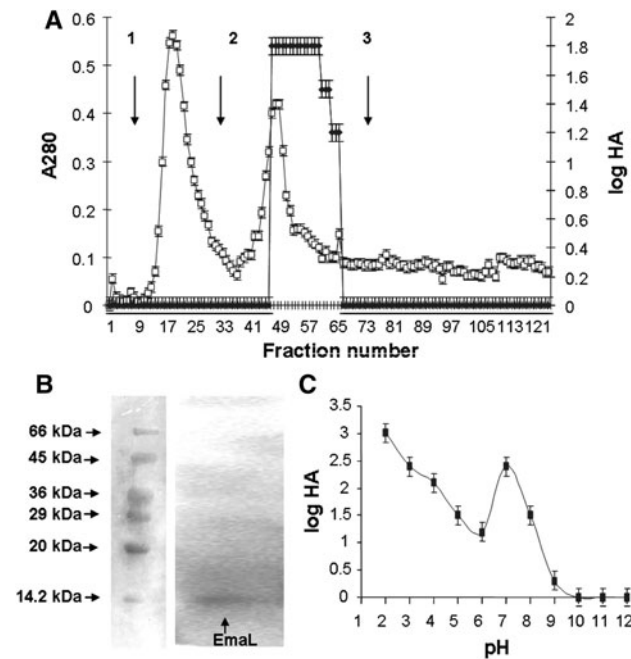 A
0.6
0.5
0.4
0.3
0.2
0.1
0
A280
1
2
3
2
1.8
1.6
1.4
1.2
1
0.8
0.6
0.4
0.2
0
log HA
1 9 17 25 33 41 49 57 65 73 81 89 97 105 113 121
Fraction number
B
66 kDa
45 kDa
36 kDa
29 kDa
20 kDa
14.2 kDa
EmaL
C
3.5
3
2.5
2
1.5
1
0.5
0
log HA
1 2 3 4 5 6 7 8 9 10 11 12
pH